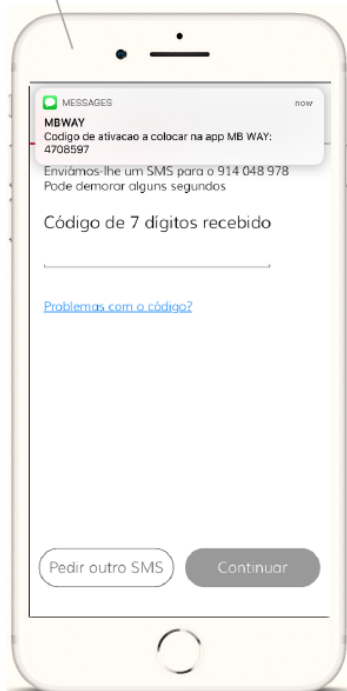 MESSAGES now
MBWAY
Codigo de ativacao a colocar na app MB WAY:
4708597
Enviámos-lhe um SMS para o 914 048 978
Pode demorar alguns segundos
Código de 7 dígitos recebido
Problemas com o código?
Pedir outro SMS
Continuar